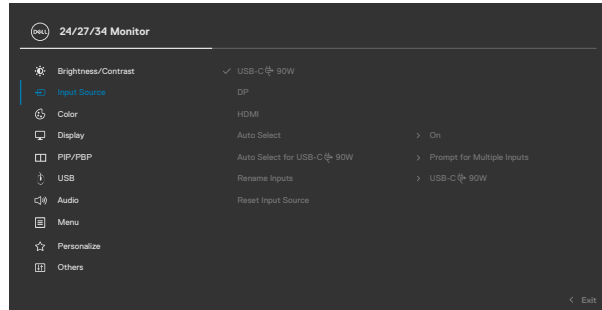 DELL 24/27/34 Monitor
Brightness/Contrast ✓ USB-C 90W
Input Source DP
Color HDMI
Display Auto Select > On
PIP/PBP Auto Select for USB-C 90W > Prompt for Multiple Inputs
USB Rename Inputs > USB-C 90W
Audio Reset Input Source
Menu
Personalize
Others
< Exit